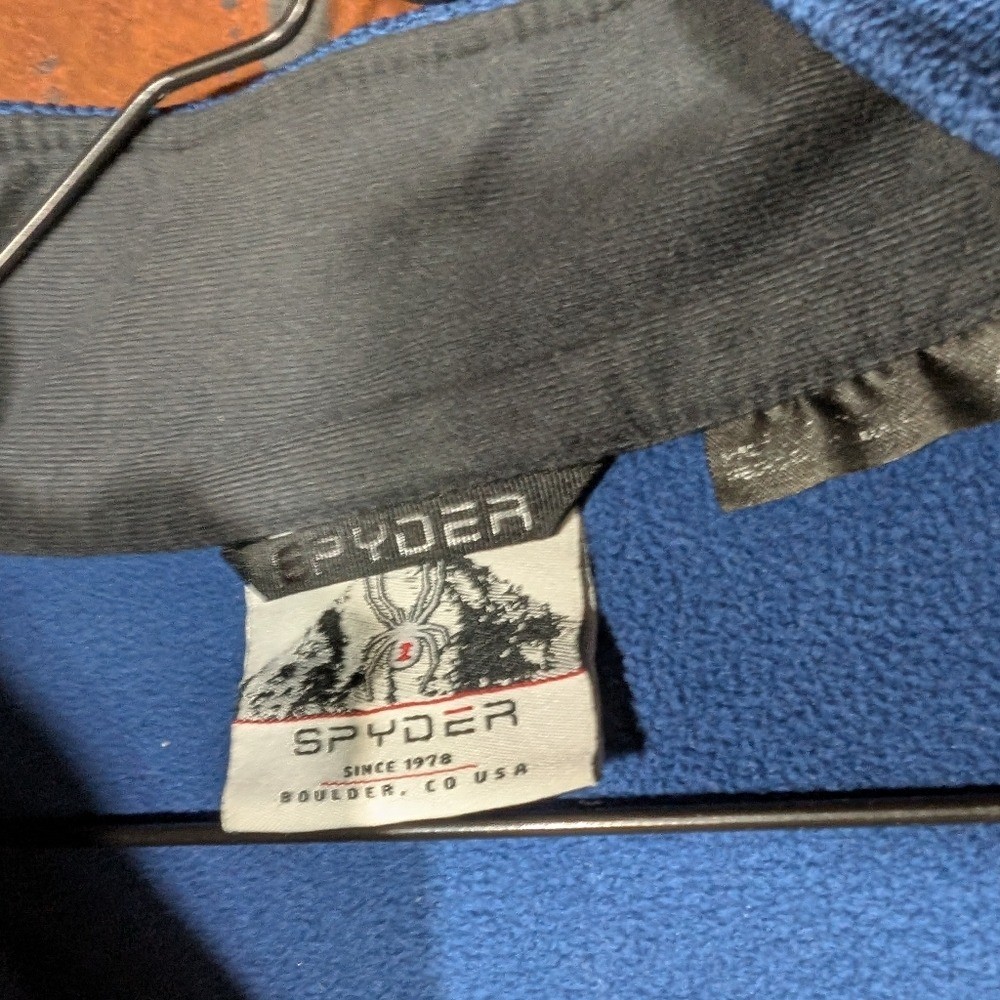 SPYDER
SPYDER
SINCE 1978
BOULDER, CO USA